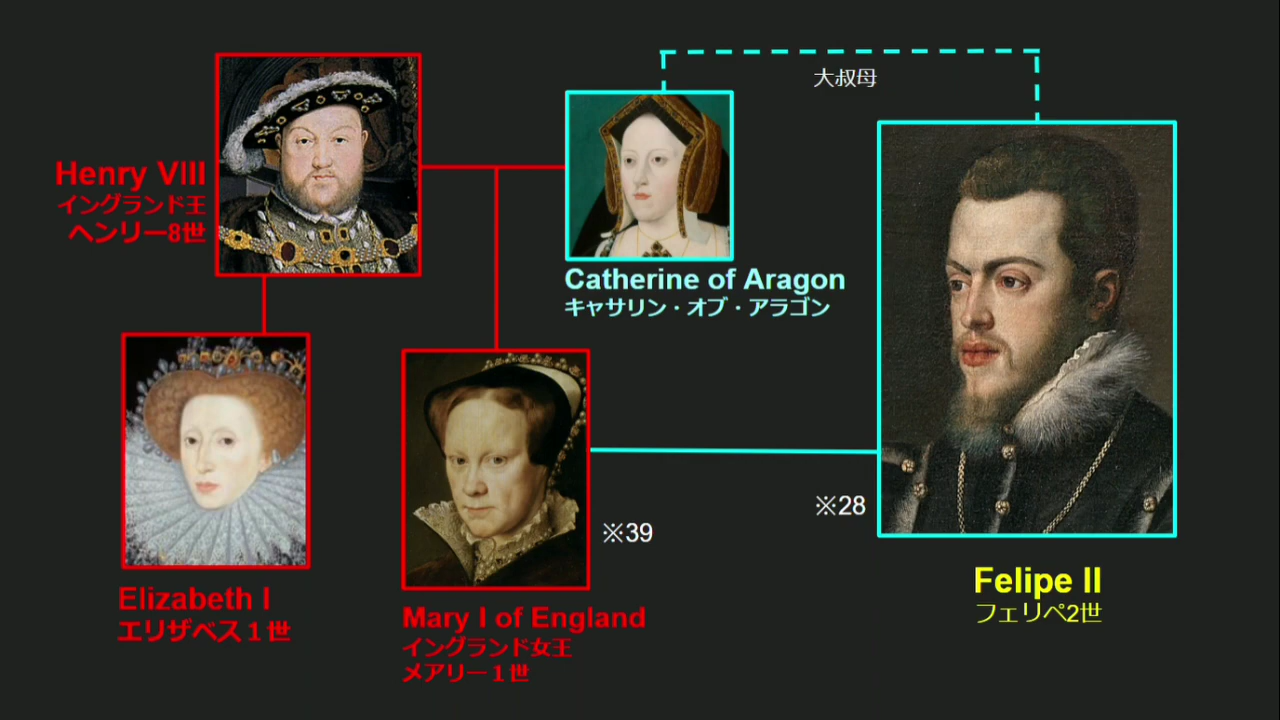 大叔母
Henry VIII
イングランド王
ヘンリー8世
Catherine of Aragon
キャサリン・オブ・アラゴン
※28
※39
Felipe II
フェリペ2世
Elizabeth I
エリザベス１世
Mary I of England
イングランド女王
メアリー１世